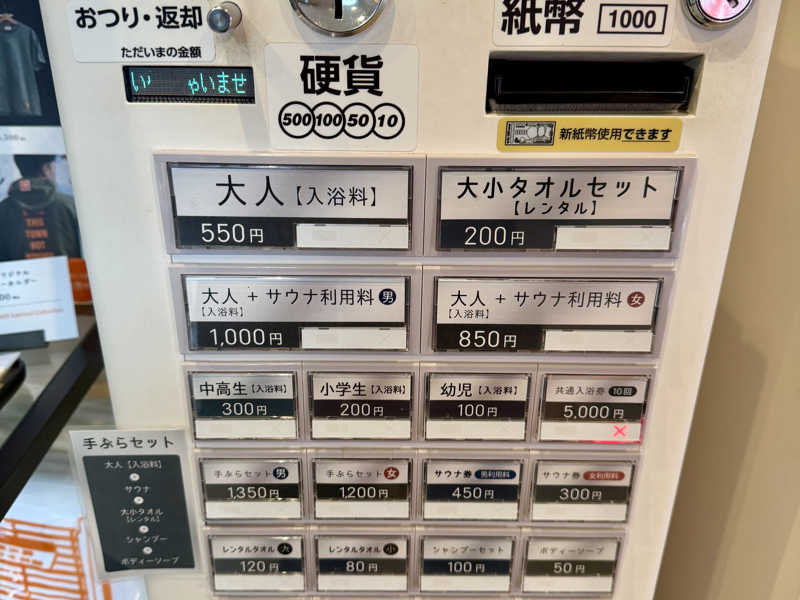 おつり・返却
ただいまの金額
い ゃいませ
硬貨
500 100 50 10
紙幣 1000
新紙幣使用できます
大人【入浴料】
550円
大小タオルセット
【レンタル】
200円
大人 + サウナ利用料 男
【入浴料】
1,000円
大人 + サウナ利用料 女
【入浴料】
850円
中高生【入浴料】
300円
小学生【入浴料】
200円
幼児【入浴料】
100円
共通入浴券 10回
5,000円
手ぶらセット 男
1,350円
手ぶらセット 女
1,200円
サウナ券 男利用料
450円
サウナ券 女利用料
300円
レンタルタオル 大
120円
レンタルタオル 小
80円
シャンプーセット
100円
ボディーソープ
50円
手ぶらセット
大人【入浴料】
+
サウナ
+
大小タオル
【レンタル】
+
シャンプー
+
ボディーソープ
THIS
TOWN
NOT